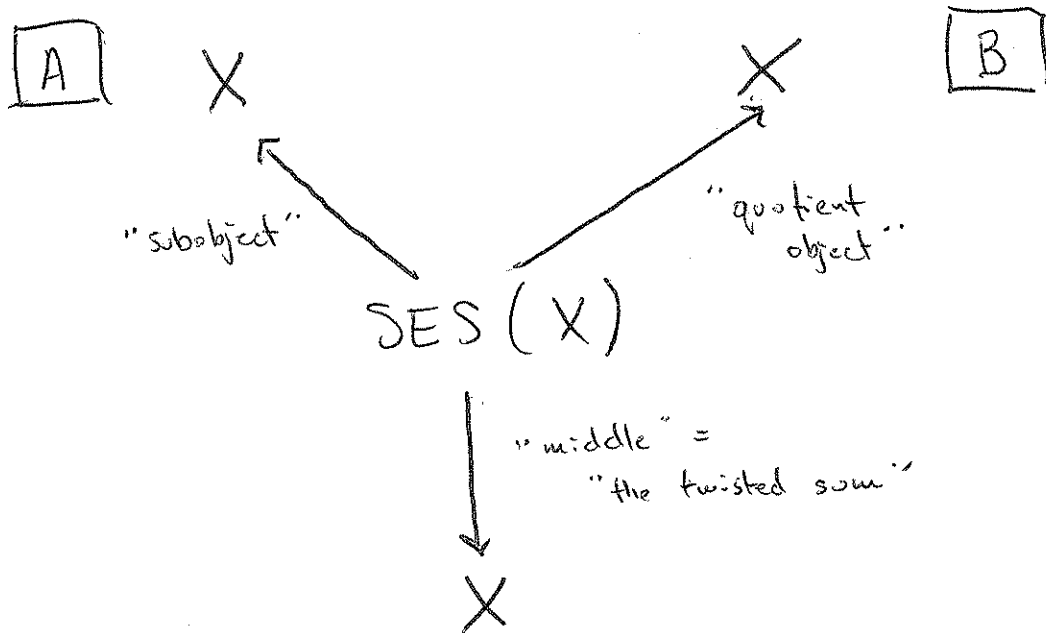 A
X
X
B
"subobject"
"quotient
object"
SES(X)
"middle" =
"the twisted sum"
X